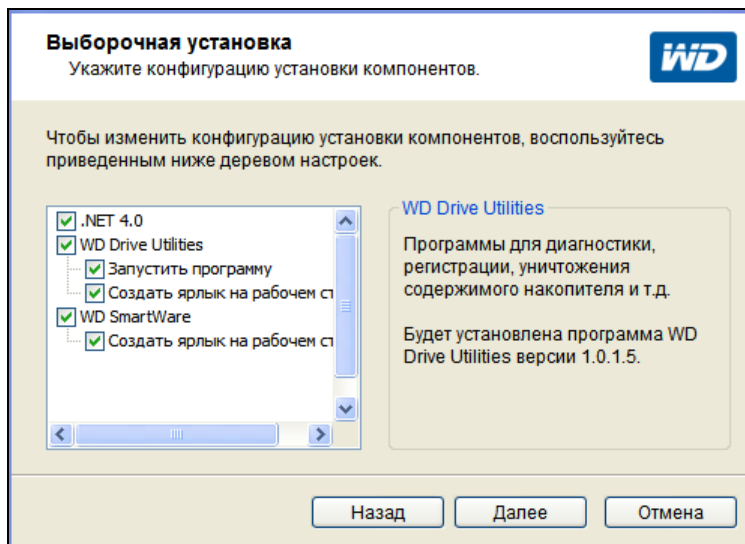 Выборочная установка
Укажите конфигурацию установки компонентов.
WD
Чтобы изменить конфигурацию установки компонентов, воспользуйтесь
приведенным ниже деревом настроек.
.NET 4.0
WD Drive Utilities
Запустить программу
Создать ярлык на рабочем ст
WD SmartWare
Создать ярлык на рабочем ст
WD Drive Utilities
Программы для диагностики,
регистрации, уничтожения
содержимого накопителя и т.д.
Будет установлена программа WD
Drive Utilities версии 1.0.1.5.
Назад
Далее
Отмена